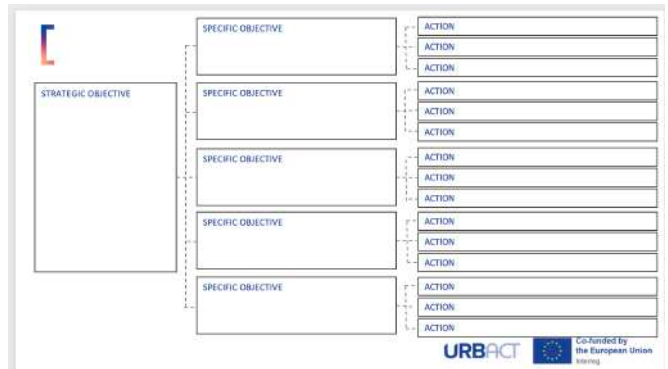 STRATEGIC OBJECTIVE
SPECIFIC OBJECTIVE
ACTION
ACTION
ACTION
SPECIFIC OBJECTIVE
ACTION
ACTION
ACTION
SPECIFIC OBJECTIVE
ACTION
ACTION
ACTION
SPECIFIC OBJECTIVE
ACTION
ACTION
ACTION
SPECIFIC OBJECTIVE
ACTION
ACTION
ACTION
URBACT
Co-funded by
the European Union
Interreg